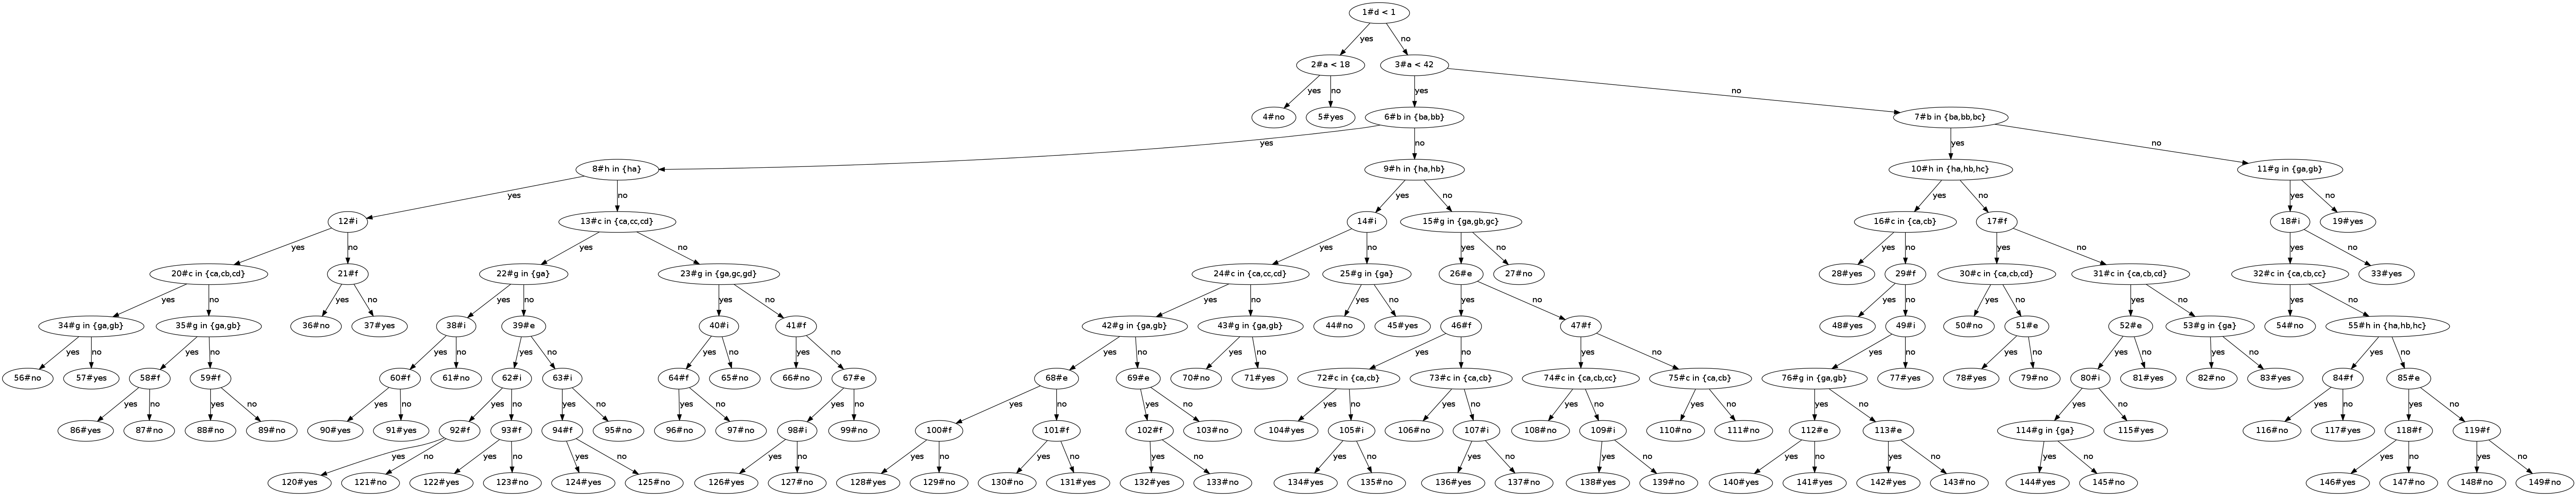 1#d < 1
yes no
2#a < 18 3#a < 42
yes no yes no
4#no 5#yes 6#b in {ba,bb} 7#b in {ba,bb,bc}
yes no yes no
8#h in {ha} 9#h in {ha,hb} 10#h in {ha,hb,hc} 11#g in {ga,gb}
yes no yes no yes no yes no
12#i 13#c in {ca,cc,cd} 14#i 15#g in {ga,gb,gc} 16#c in {ca,cb} 17#f 18#i 19#yes
yes no yes no yes no yes no yes no yes no yes no
20#c in {ca,cb,cd} 21#f 22#g in {ga} 23#g in {ga,gc,gd} 24#c in {ca,cc,cd} 25#g in {ga} 26#e 27#no 28#yes 29#f 30#c in {ca,cb,cd} 31#c in {ca,cb,cd} 32#c in {ca,cb,cc} 33#yes
yes no yes no yes no yes no yes no yes no yes no yes no yes no yes no yes no
34#g in {ga,gb} 35#g in {ga,gb} 36#no 37#yes 38#i 39#e 40#i 41#f 42#g in {ga,gb} 43#g in {ga,gb} 44#no 45#yes 46#f 47#f 48#yes 49#i 50#no 51#e 52#e 53#g in {ga} 54#no 55#h in {ha,hb,hc}
yes no yes no yes no yes no yes no yes no yes no yes no yes no yes no yes no yes no yes no yes no yes no
56#no 57#yes 58#f 59#f 60#f 61#no 62#i 63#i 64#f 65#no 66#no 67#e 68#e 69#e 70#no 71#yes 72#c in {ca,cb} 73#c in {ca,cb} 74#c in {ca,cb,cc} 75#c in {ca,cb} 76#g in {ga,gb} 77#yes 78#yes 79#no 80#i 81#yes 82#no 83#yes 84#f 85#e
yes no yes no yes no yes no yes no yes no yes no yes no yes no yes no yes no yes no yes no yes no yes no yes no yes no
86#yes 87#no 88#no 89#no 90#yes 91#yes 92#f 93#f 94#f 95#no 96#no 97#no 98#i 99#no 100#f 101#f 102#f 103#no 104#yes 105#i 106#no 107#i 108#no 109#i 110#no 111#no 112#e 113#e 114#g in {ga} 115#yes 116#no 117#yes 118#f 119#f
yes no yes no yes no yes no yes no yes no yes no yes no yes no yes no yes no yes no yes no yes no yes no
120#yes 121#no 122#yes 123#no 124#yes 125#no 126#yes 127#no 128#yes 129#no 130#no 131#yes 132#yes 133#no 134#yes 135#no 136#yes 137#no 138#yes 139#no 140#yes 141#yes 142#yes 143#no 144#yes 145#no 146#yes 147#no 148#no 149#no